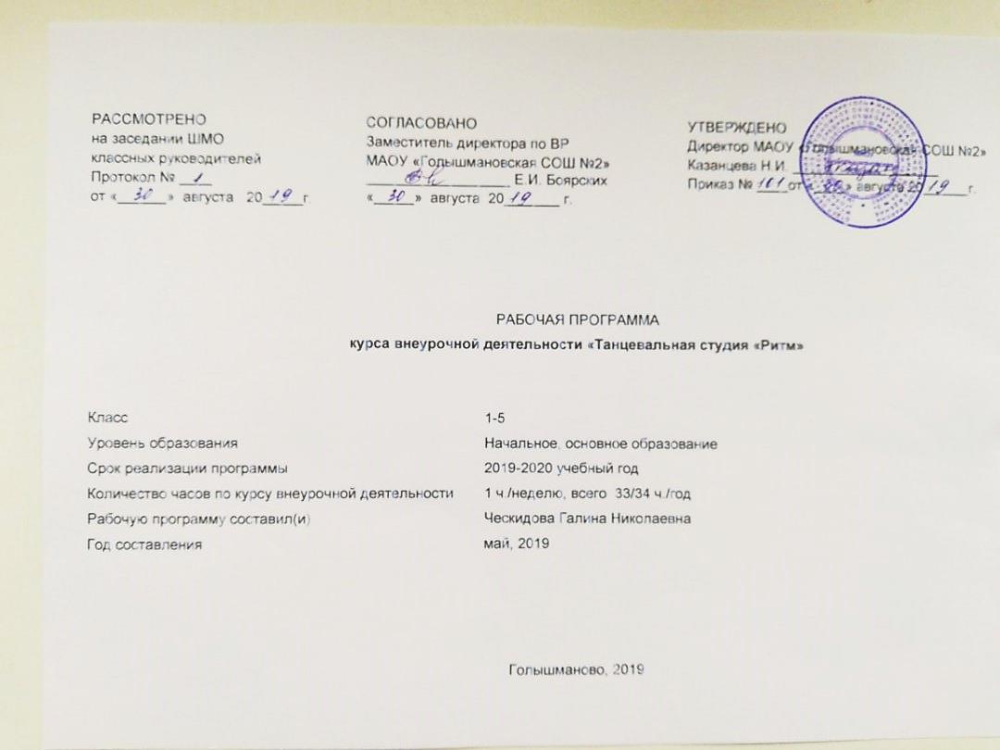 РАССМОТРЕНО
на заседании ШМО
классных руководителей
Протокол № 1
от «30» августа 2019 г.
СОГЛАСОВАНО
Заместитель директора по ВР
МАОУ «Голышмановская СОШ №2»
Е.И. Боярских
«30» августа 2019 г.
УТВЕРЖДЕНО
Директор МАОУ «Голышмановская СОШ №2»
Казанцева Н.И.
Приказ № 161 от « » августа 2019 г.
РАБОЧАЯ ПРОГРАММА
курса внеурочной деятельности «Танцевальная студия «Ритм»
Класс 1-5
Уровень образования Начальное, основное образование
Срок реализации программы 2019-2020 учебный год
Количество часов по курсу внеурочной деятельности 1 ч./неделю, всего 33/34 ч./год
Рабочую программу составил(и) Ческидова Галина Николаевна
Год составления май, 2019
Голышманово, 2019